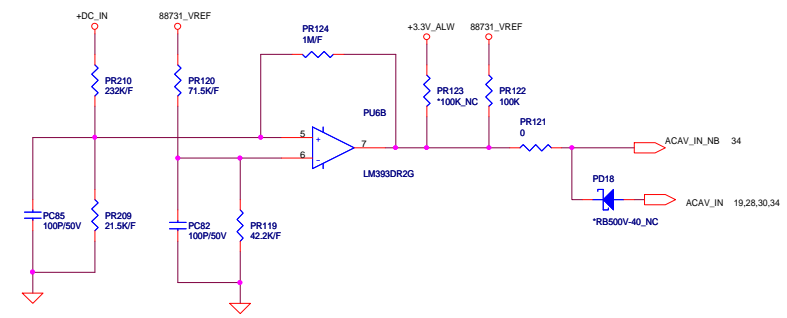 +DC_IN
88731_VREF
PR124
1M/F
+3.3V_ALW
88731_VREF
PR210
232K/F
PR120
71.5K/F
PR123
*100K_NC
PR122
100K
PU6B
PR121
0
5
+
7
6
-
LM393DR2G
ACAV_IN_NB 34
PD18
ACAV_IN 19,28,30,34
*RB500V-40_NC
PC85
100P/50V
PR209
21.5K/F
PC82
100P/50V
PR119
42.2K/F